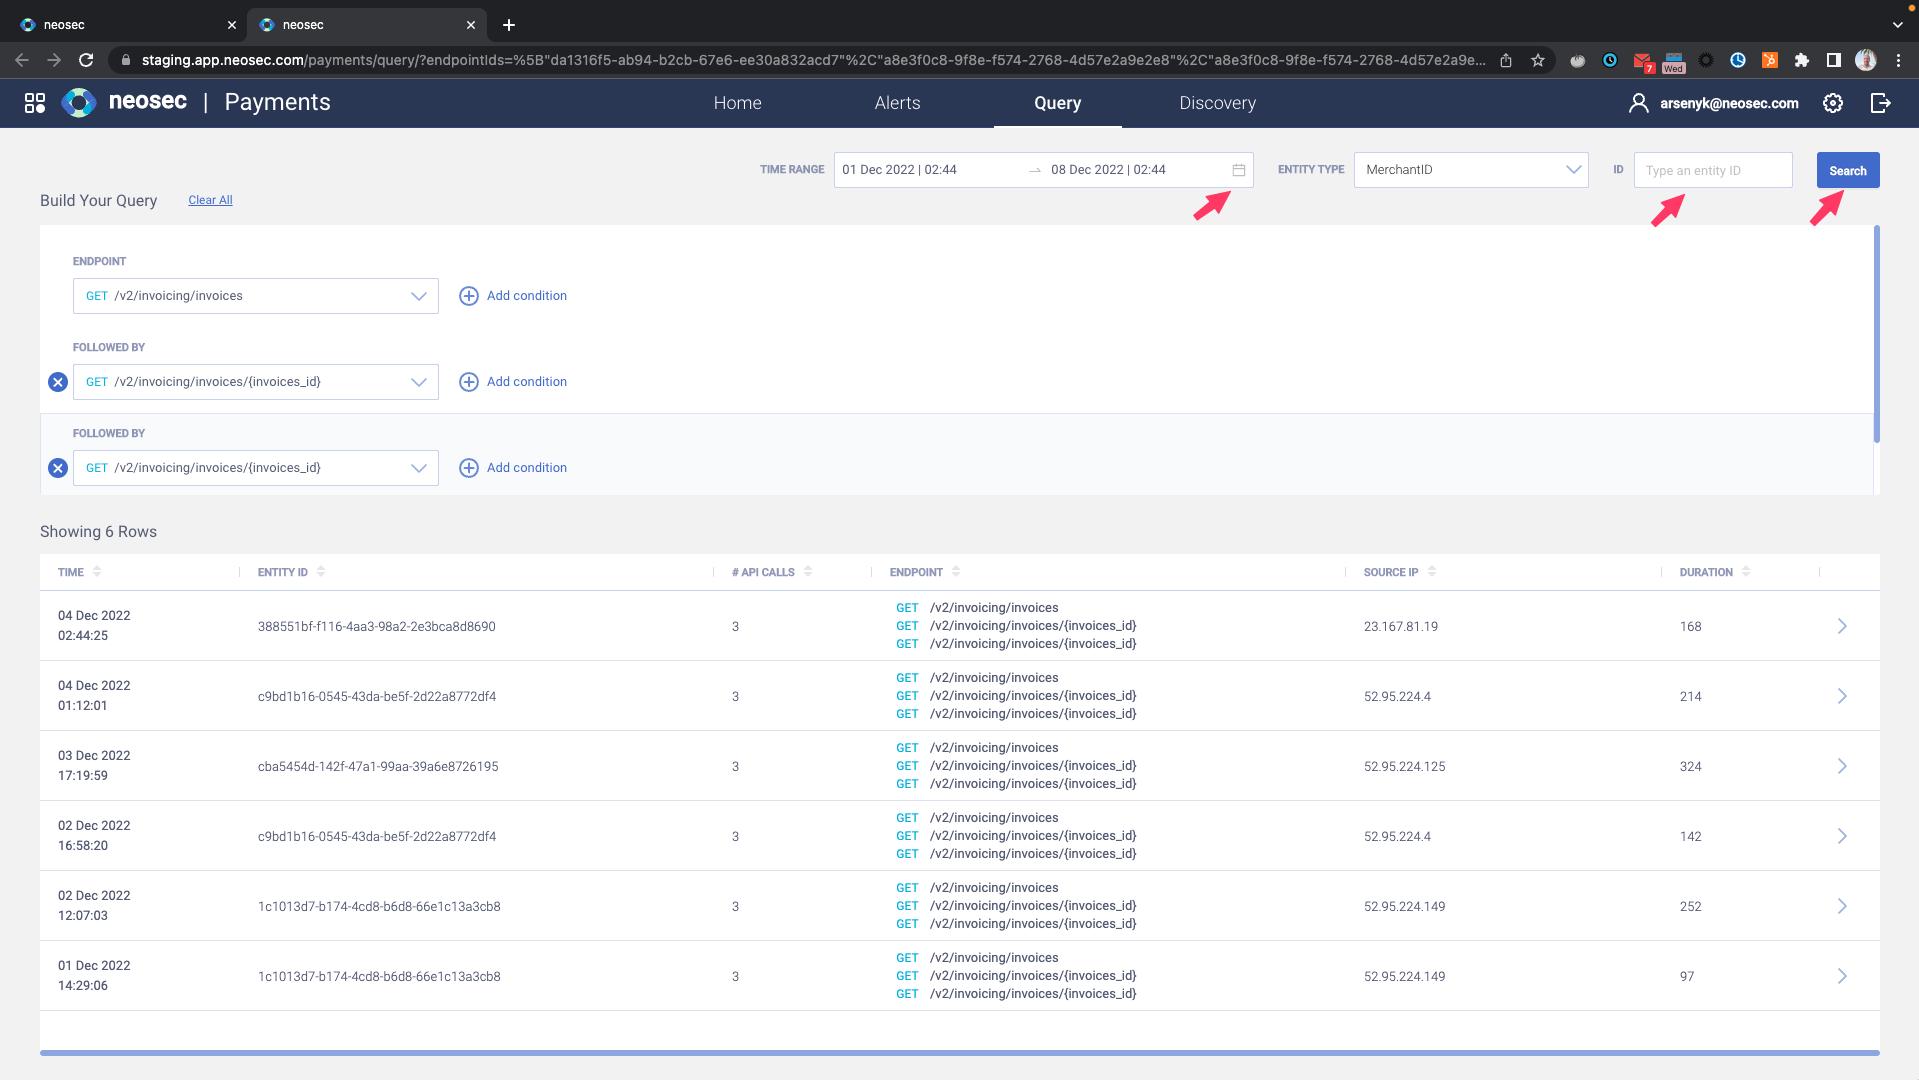 neosec
neosec
staging.app.neosec.com/payments/query/?endpointIds=%5B"da1316f5-ab94-b2cb-67e6-ee30a832acd7"%2C"a8e3f0c8-9f8e-f574-2768-4d57e2a9e2e8"%2C"a8e3f0c8-9f8e-f574-2768-4d57e2a9e...
7
Wed
neosec | Payments
Home
Alerts
Query
Discovery
arsenyk@neosec.com
TIME RANGE
01 Dec 2022 | 02:44
08 Dec 2022 | 02:44
ENTITY TYPE
MerchantID
ID
Type an entity ID
Search
Build Your Query
Clear All
ENDPOINT
GET /v2/invoicing/invoices
Add condition
FOLLOWED BY
GET /v2/invoicing/invoices/{invoices_id}
Add condition
FOLLOWED BY
GET /v2/invoicing/invoices/{invoices_id}
Add condition
Showing 6 Rows
TIME
ENTITY ID
# API CALLS
ENDPOINT
SOURCE IP
DURATION
04 Dec 2022
02:44:25
388551bf-f116-4aa3-98a2-2e3bca8d8690
3
GET /v2/invoicing/invoices
GET /v2/invoicing/invoices/{invoices_id}
GET /v2/invoicing/invoices/{invoices_id}
23.167.81.19
168
04 Dec 2022
01:12:01
c9bd1b16-0545-43da-be5f-2d22a8772df4
3
GET /v2/invoicing/invoices
GET /v2/invoicing/invoices/{invoices_id}
GET /v2/invoicing/invoices/{invoices_id}
52.95.224.4
214
03 Dec 2022
17:19:59
cba5454d-142f-47a1-99aa-39a6e8726195
3
GET /v2/invoicing/invoices
GET /v2/invoicing/invoices/{invoices_id}
GET /v2/invoicing/invoices/{invoices_id}
52.95.224.125
324
02 Dec 2022
16:58:20
c9bd1b16-0545-43da-be5f-2d22a8772df4
3
GET /v2/invoicing/invoices
GET /v2/invoicing/invoices/{invoices_id}
GET /v2/invoicing/invoices/{invoices_id}
52.95.224.4
142
02 Dec 2022
12:07:03
1c1013d7-b174-4cd8-b6d8-66e1c13a3cb8
3
GET /v2/invoicing/invoices
GET /v2/invoicing/invoices/{invoices_id}
GET /v2/invoicing/invoices/{invoices_id}
52.95.224.149
252
01 Dec 2022
14:29:06
1c1013d7-b174-4cd8-b6d8-66e1c13a3cb8
3
GET /v2/invoicing/invoices
GET /v2/invoicing/invoices/{invoices_id}
GET /v2/invoicing/invoices/{invoices_id}
52.95.224.149
97